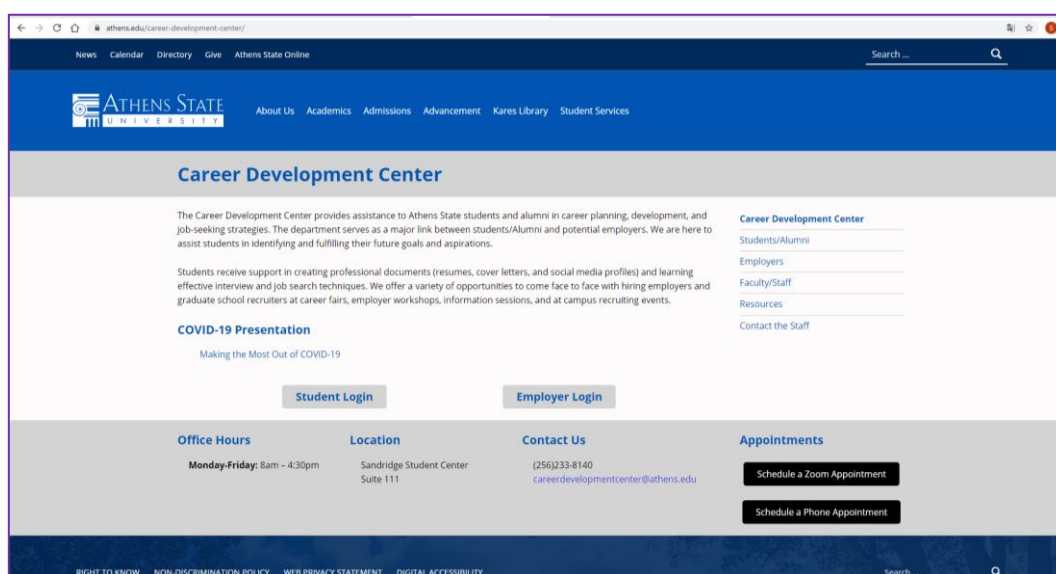 athens.edu/career-development-center/
News Calendar Directory Give Athens State Online
Search ...
ATHENS STATE
UNIVERSITY
About Us Academics Admissions Advancement Kares Library Student Services
Career Development Center
The Career Development Center provides assistance to Athens State students and alumni in career planning, development, and
job-seeking strategies. The department serves as a major link between students/Alumni and potential employers. We are here to
assist students in identifying and fulfilling their future goals and aspirations.
Students receive support in creating professional documents (resumes, cover letters, and social media profiles) and learning
effective interview and job search techniques. We offer a variety of opportunities to come face to face with hiring employers and
graduate school recruiters at career fairs, employer workshops, information sessions, and at campus recruiting events.
COVID-19 Presentation
Making the Most Out of COVID-19
Student Login
Employer Login
Career Development Center
Students/Alumni
Employers
Faculty/Staff
Resources
Contact the Staff
Office Hours
Monday-Friday: 8am – 4:30pm
Location
Sandridge Student Center
Suite 111
Contact Us
(256)233-8140
careerdevelopmentcenter@athens.edu
Appointments
Schedule a Zoom Appointment
Schedule a Phone Appointment
RIGHT TO KNOW NON-DISCRIMINATION POLICY WEB PRIVACY STATEMENT DIGITAL ACCESSIBILITY
Search